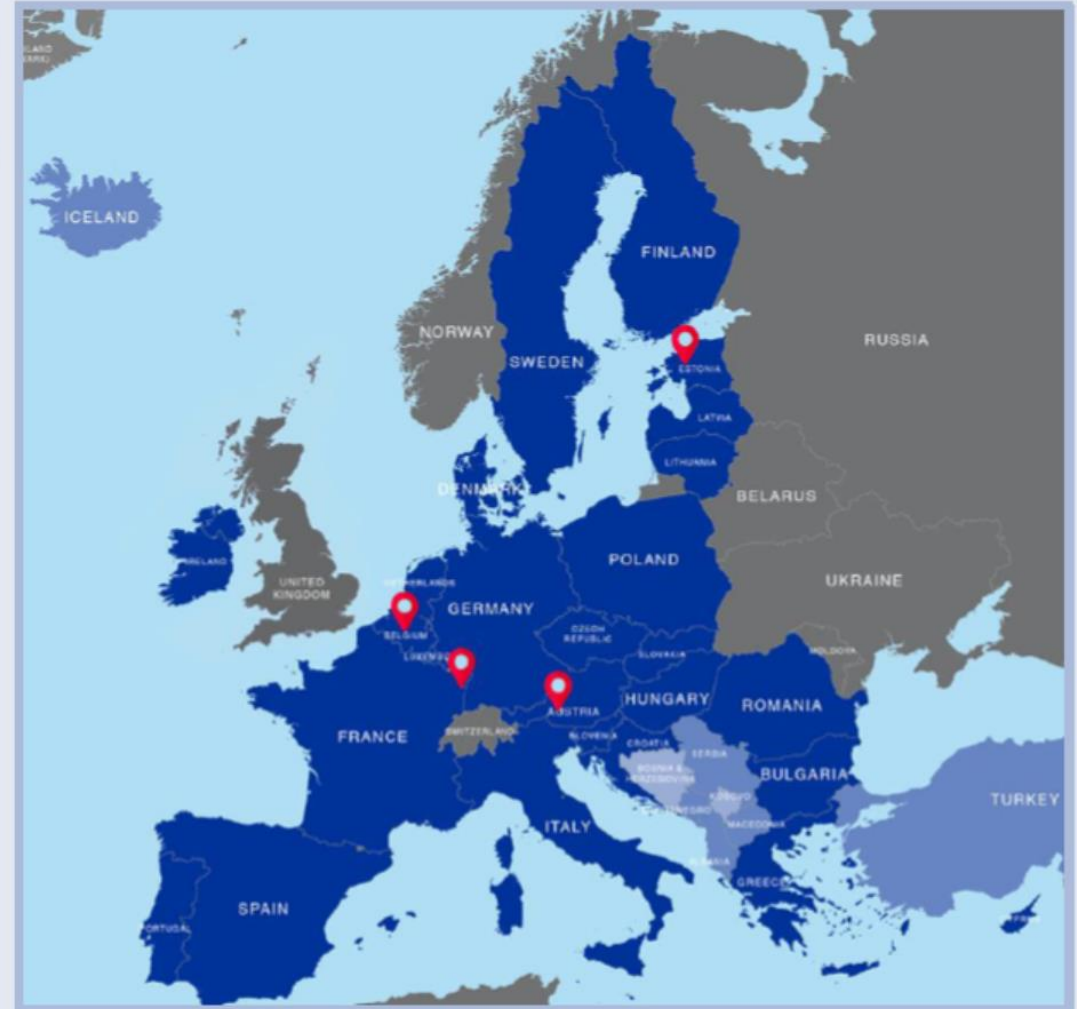 ICELAND
FINLAND
NORWAY
SWEDEN
RUSSIA
ESTONIA
LATVIA
LITHURNIA
DENMARK
BELARUS
IRELAND
UNITED
KINGDOM
NETHERLANDS
POLAND
GERMANY
UKRAINE
BELGIUM
CZECH
REPUBLIC
SLOVAKIA
MOLDOVA
AUSTRIA
HUNGARY
ROMANIA
FRANCE
SWITZERLAND
SLOVENIA
CROATIA
SERBIA
BOSNIA &
HERZEGOVINA
BULGARIA
KOSOVO
TURKEY
MACEDONIA
ITALY
GREECE
SPAIN
PORTUGAL